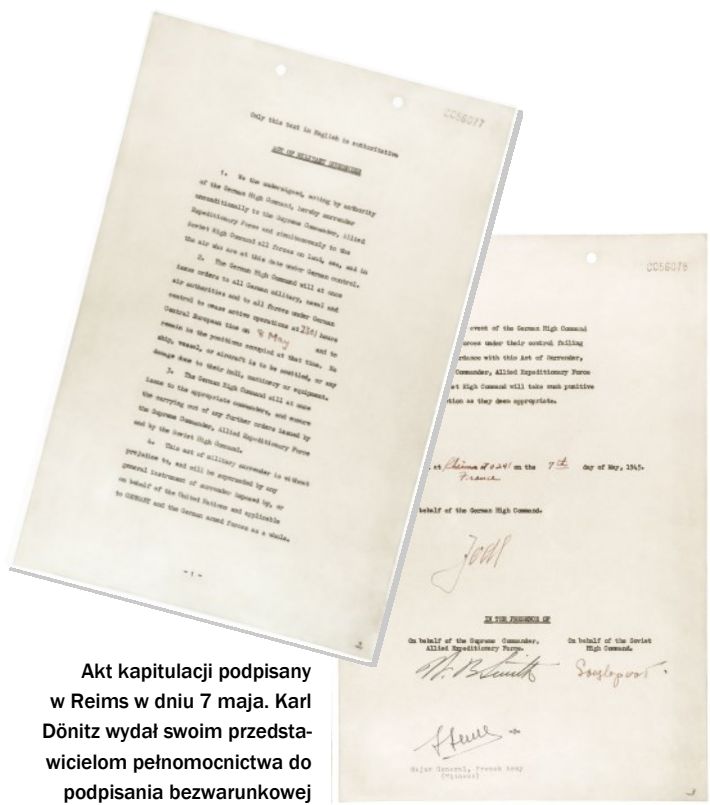 CC56077
Only this text in English is authoritative
ACT OF MILITARY SURRENDER
1. We the undersigned, acting by authority
of the German High Command, hereby surrender
unconditionally to the Supreme Commander, Allied
Expeditionary Force and simultaneously to the
Soviet High Command all forces on land, sea, and in
the air who are at this date under German control.
2. The German High Command will at once
issue orders to all German military, naval and
air authorities and to all forces under German
control to cease active operations at 2301 hours
Central European time on 8 May and to
remain in the positions occupied at that time. No
ship, vessel, or aircraft is to be scuttled, or any
damage done to their hull, machinery or equipment.
3. The German High Command will at once
issue to the appropriate commanders, and ensure
the carrying out of any further orders issued by
the Supreme Commander, Allied Expeditionary Force
and by the Soviet High Command.
4. This act of military surrender is without
prejudice to, and will be superseded by any
general instrument of surrender imposed by, or
on behalf of the United Nations and applicable
to GERMANY and the German armed forces as a whole.
-1-
CC56078
event of the German High Command
orces under their control failing
rdance with this Act of Surrender,
Commander, Allied Expeditionary Force
et High Command will take such punitive
tion as they deem appropriate.
at Rheims at 0241 on the 7th day of May, 1945.
France
behalf of the German High Command.
Jodl
IN THE PRESENCE OF
On behalf of the Supreme Commander,
Allied Expeditionary Force.
On behalf of the Soviet
High Command.
W. B. Smith
-2-
Major General, French Army
(Witness)
Akt kapitulacji podpisany
w Reims w dniu 7 maja. Karl
Dönitz wydał swoim przedsta-
wicielom pełnomocnictwa do
podpisania bezwarunkowej